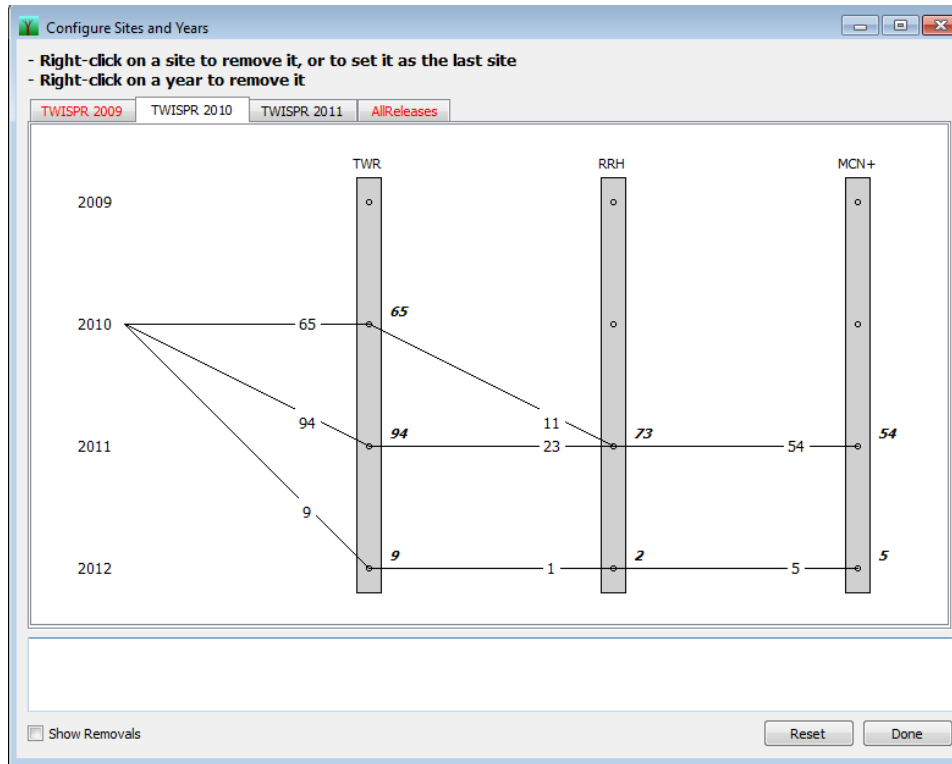 Configure Sites and Years
- Right-click on a site to remove it, or to set it as the last site
- Right-click on a year to remove it
TWISPR 2009 TWISPR 2010 TWISPR 2011 AllReleases
TWR RRH MCN+
2009
65
2010 65
94 11
94 73 54
2011 23 54
9
9 2 5
2012 1 5
Show Removals Reset Done